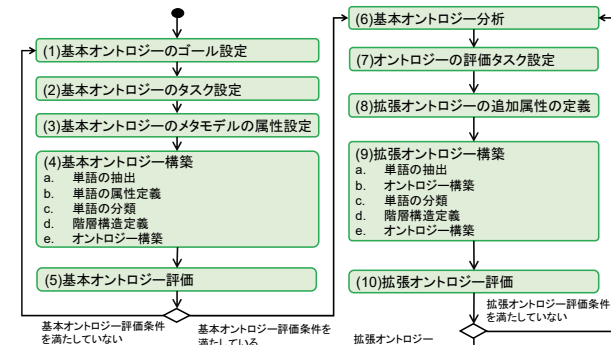 (1)基本オントロジーのゴール設定
(2)基本オントロジーのタスク設定
(3)基本オントロジーのメタモデルの属性設定
(4)基本オントロジー構築
a. 単語の抽出
b. 単語の属性定義
c. 単語の分類
d. 階層構造定義
e. オントロジー構築
(5)基本オントロジー評価
基本オントロジー評価条件
を満たしていない
基本オントロジー評価条件を
満たしている
(6)基本オントロジー分析
(7)オントロジーの評価タスク設定
(8)拡張オントロジーの追加属性の定義
(9)拡張オントロジー構築
a. 単語の抽出
b. オントロジー構築
c. 単語の分類
d. 階層構造定義
e. オントロジー構築
(10)拡張オントロジー評価
拡張オントロジー評価条件
を満たしていない
拡張オントロジー